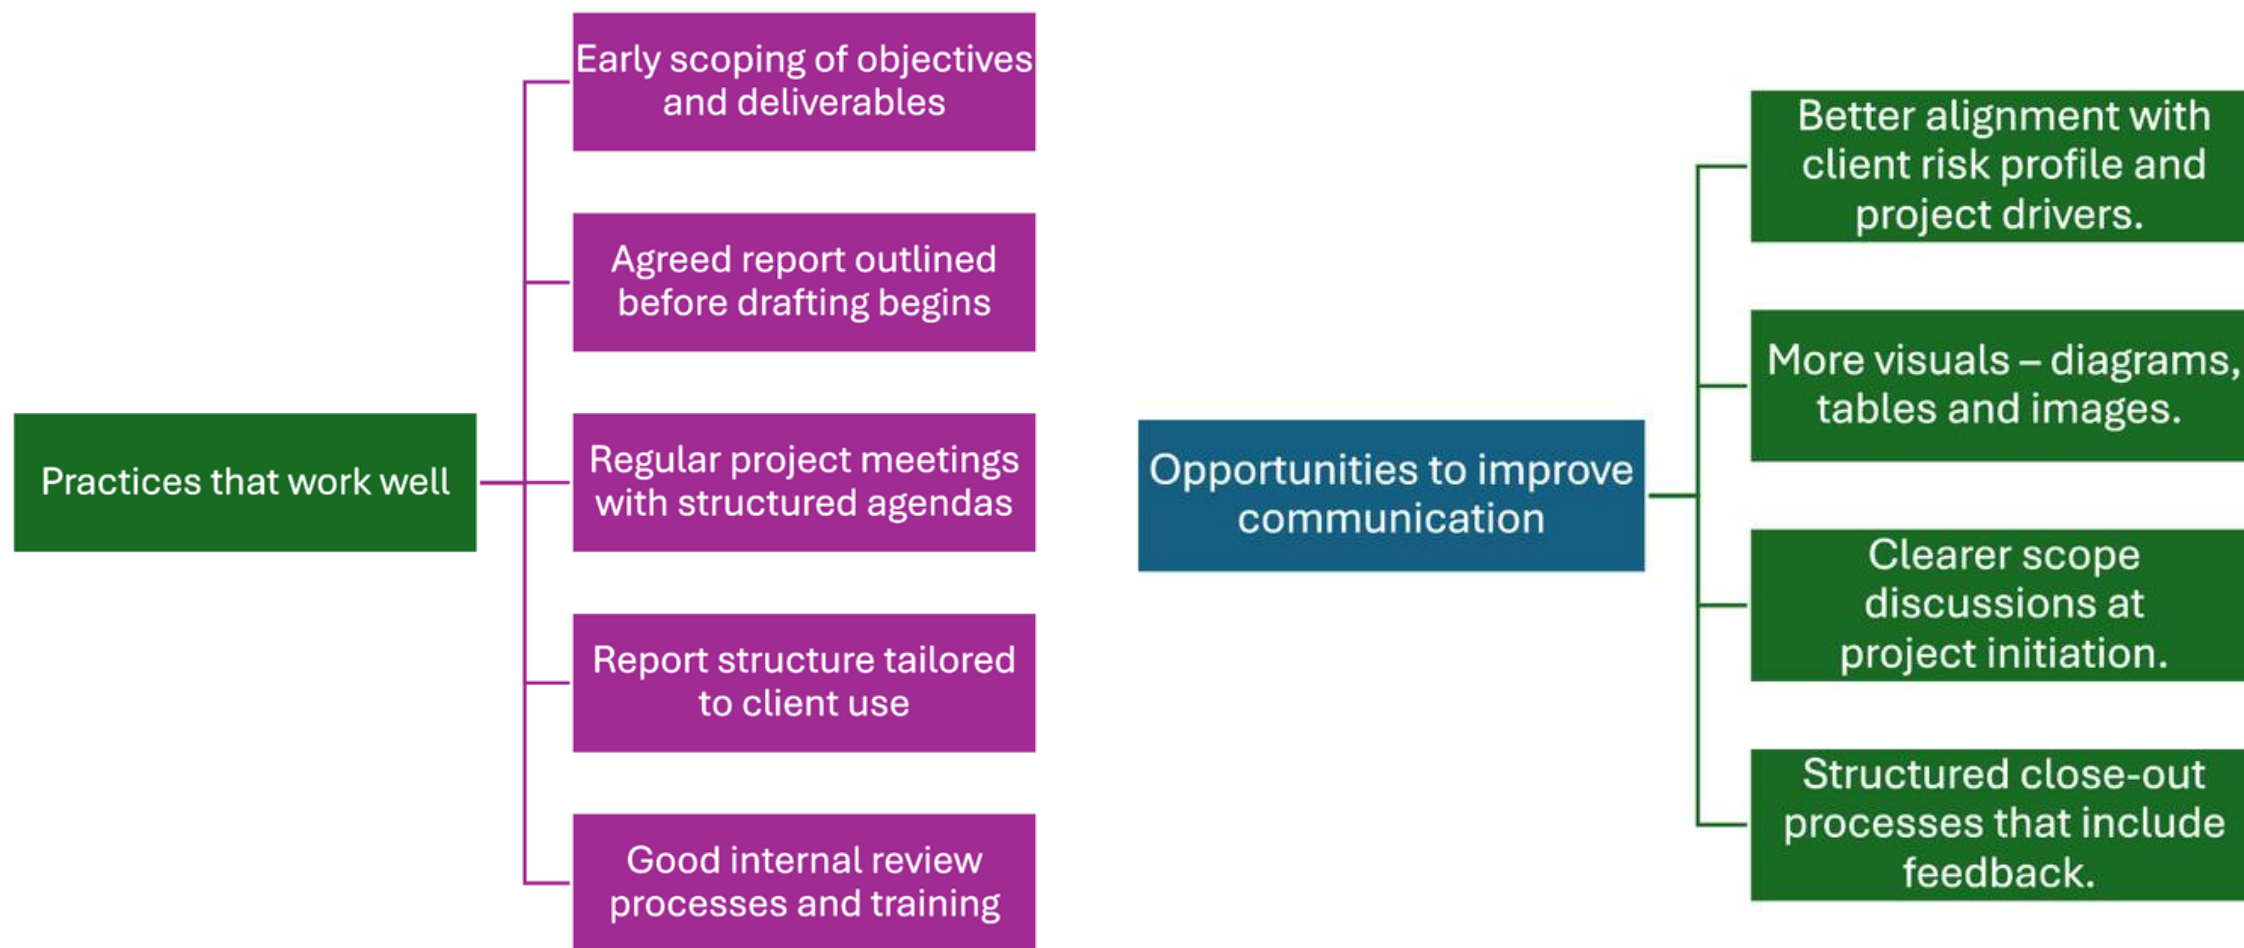 Practices that work well
Early scoping of objectives
and deliverables
Agreed report outlined
before drafting begins
Regular project meetings
with structured agendas
Report structure tailored
to client use
Good internal review
processes and training
Opportunities to improve
communication
Better alignment with
client risk profile and
project drivers.
More visuals – diagrams,
tables and images.
Clearer scope
discussions at
project initiation.
Structured close-out
processes that include
feedback.